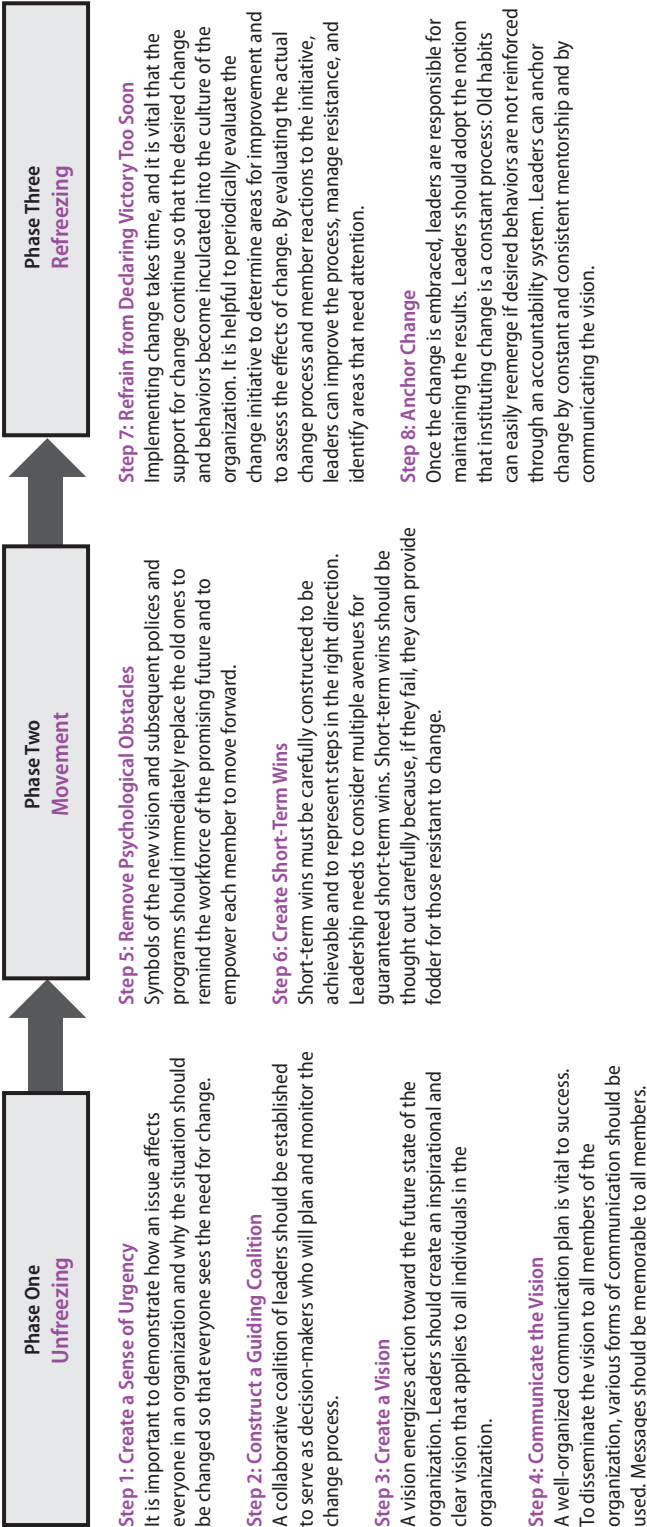 Phase One
Unfreezing
Step 1: Create a Sense of Urgency
It is important to demonstrate how an issue affects
everyone in an organization and why the situation should
be changed so that everyone sees the need for change.
Step 2: Construct a Guiding Coalition
A collaborative coalition of leaders should be established
to serve as decision-makers who will plan and monitor the
change process.
Step 3: Create a Vision
A vision energizes action toward the future state of the
organization. Leaders should create an inspirational and
clear vision that applies to all individuals in the
organization.
Step 4: Communicate the Vision
A well-organized communication plan is vital to success.
To disseminate the vision to all members of the
organization, various forms of communication should be
used. Messages should be memorable to all members.
Phase Two
Movement
Step 5: Remove Psychological Obstacles
Symbols of the new vision and subsequent polices and
programs should immediately replace the old ones to
remind the workforce of the promising future and to
empower each member to move forward.
Step 6: Create Short-Term Wins
Short-term wins must be carefully constructed to be
achievable and to represent steps in the right direction.
Leadership needs to consider multiple avenues for
guaranteed short-term wins. Short-term wins should be
thought out carefully because, if they fail, they can provide
fodder for those resistant to change.
Phase Three
Refreezing
Step 7: Refrain from Declaring Victory Too Soon
Implementing change takes time, and it is vital that the
support for change continue so that the desired change
and behaviors become inculcated into the culture of the
organization. It is helpful to periodically evaluate the
change initiative to determine areas for improvement and
to assess the effects of change. By evaluating the actual
change process and member reactions to the initiative,
leaders can improve the process, manage resistance, and
identify areas that need attention.
Step 8: Anchor Change
Once the change is embraced, leaders are responsible for
maintaining the results. Leaders should adopt the notion
that instituting change is a constant process: Old habits
can easily reemerge if desired behaviors are not reinforced
through an accountability system. Leaders can anchor
change by constant and consistent mentorship and by
communicating the vision.